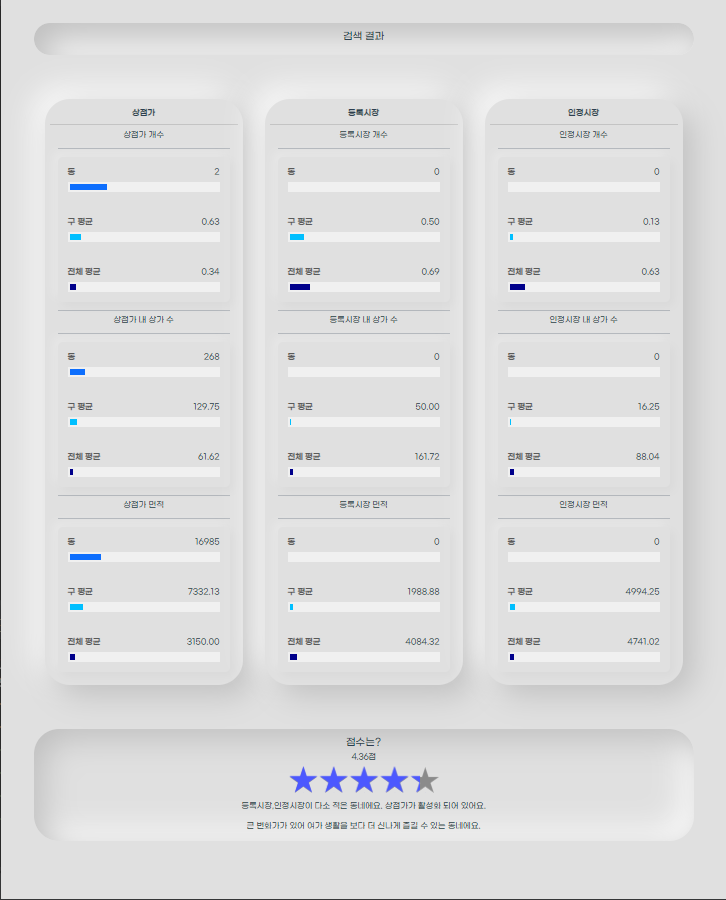 검색 결과
상점가
상점가 개수
동 2
구 평균 0.63
전체 평균 0.34
상점가 내 상가 수
동 268
구 평균 129.75
전체 평균 61.62
상점가 면적
동 16985
구 평균 7332.13
전체 평균 3150.00
등록시장
등록시장 개수
동 0
구 평균 0.50
전체 평균 0.69
등록시장 내 상가 수
동 0
구 평균 50.00
전체 평균 161.72
등록시장 면적
동 0
구 평균 1988.88
전체 평균 4084.32
인정시장
인정시장 개수
동 0
구 평균 0.13
전체 평균 0.63
인정시장 내 상가 수
동 0
구 평균 16.25
전체 평균 88.04
인정시장 면적
동 0
구 평균 4994.25
전체 평균 4741.02
점수는?
4.36점
등록시장,인정시장이 다소 적은 동네에요, 상점가가 활성화 되어 있어요.
큰 번화가가 있어 여가 생활을 보다 더 신나게 즐길 수 있는 동네에요.